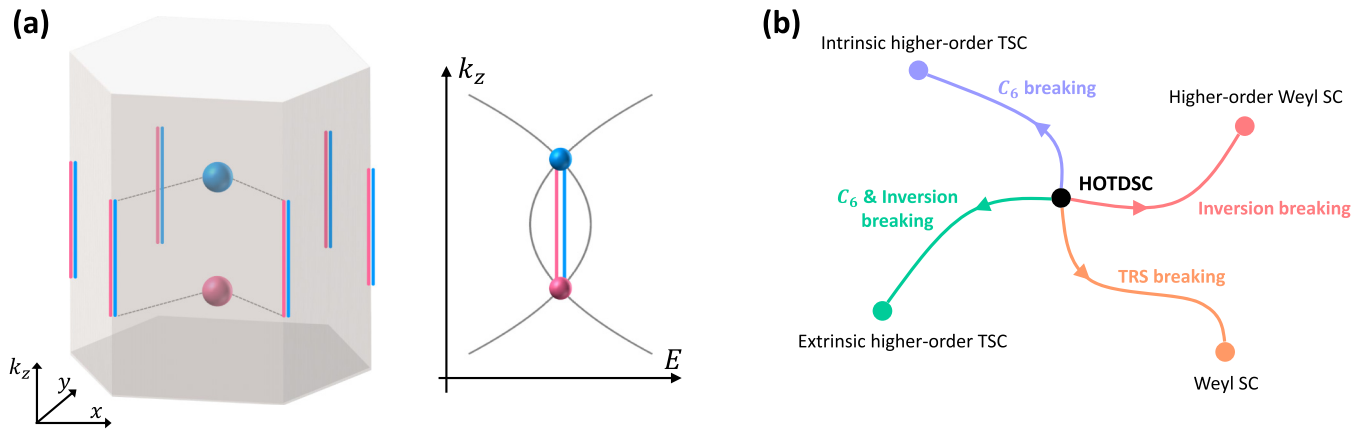 (a)
k_z
y
x
k_z
E
(b)
Intrinsic higher-order TSC
C_6 breaking
Higher-order Weyl SC
HOTDSC
C_6 & Inversion
breaking
Inversion breaking
TRS breaking
Extrinsic higher-order TSC
Weyl SC